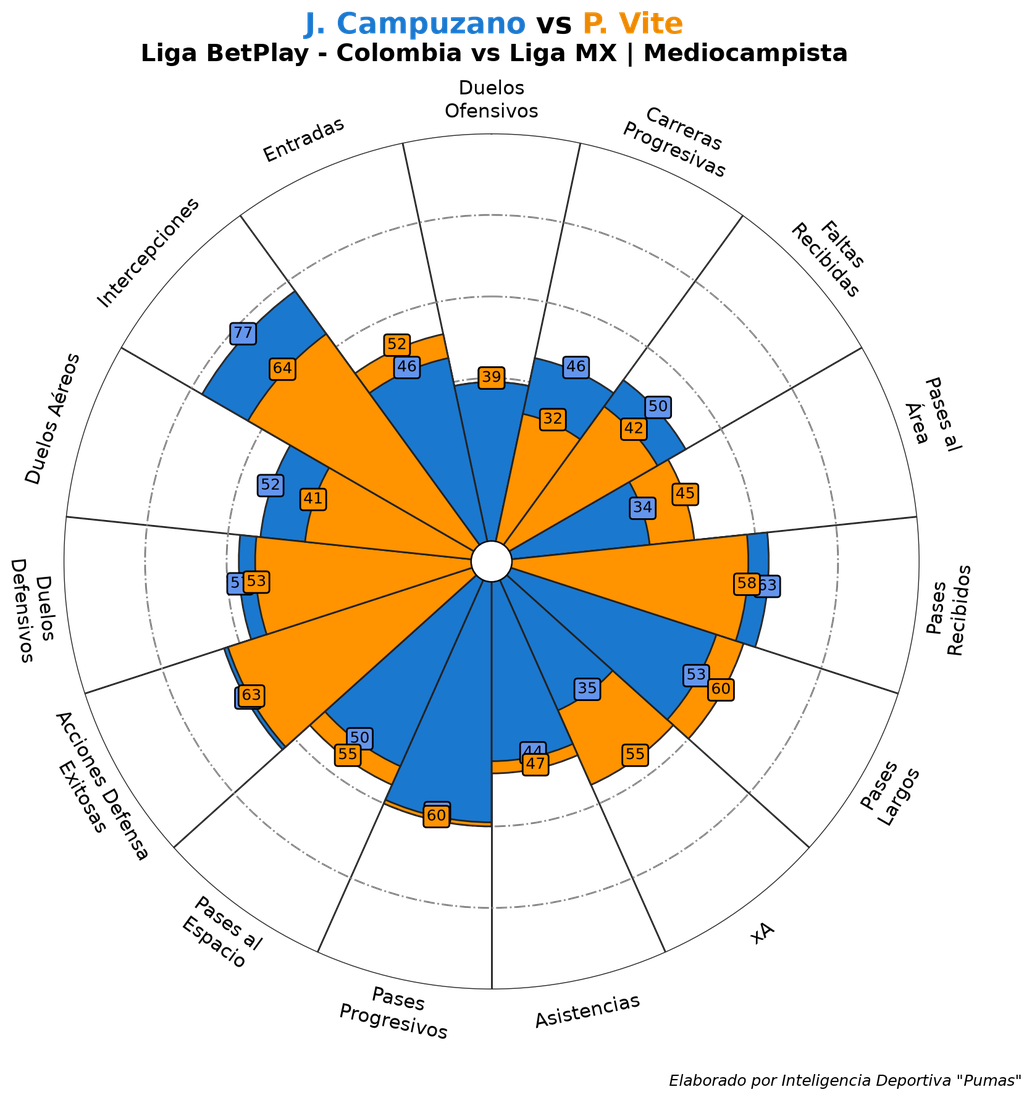 J. Campuzano vs P. Vite
Liga BetPlay - Colombia vs Liga MX | Mediocampista
Duelos
Ofensivos
Carreras
Progresivas
Faltas
Recibidas
Pases al
Área
Pases
Recibidos
Pases
Largos
xA
Asistencias
Pases
Progresivos
Pases al
Espacio
Acciones Defensa
Exitosas
Duelos
Defensivos
Duelos Aéreos
Intercepciones
Entradas
39
46
32
50
42
45
34
58
63
53
60
35
55
44
47
60
50
55
63
53
52
41
77
64
52
46
Elaborado por Inteligencia Deportiva "Pumas"